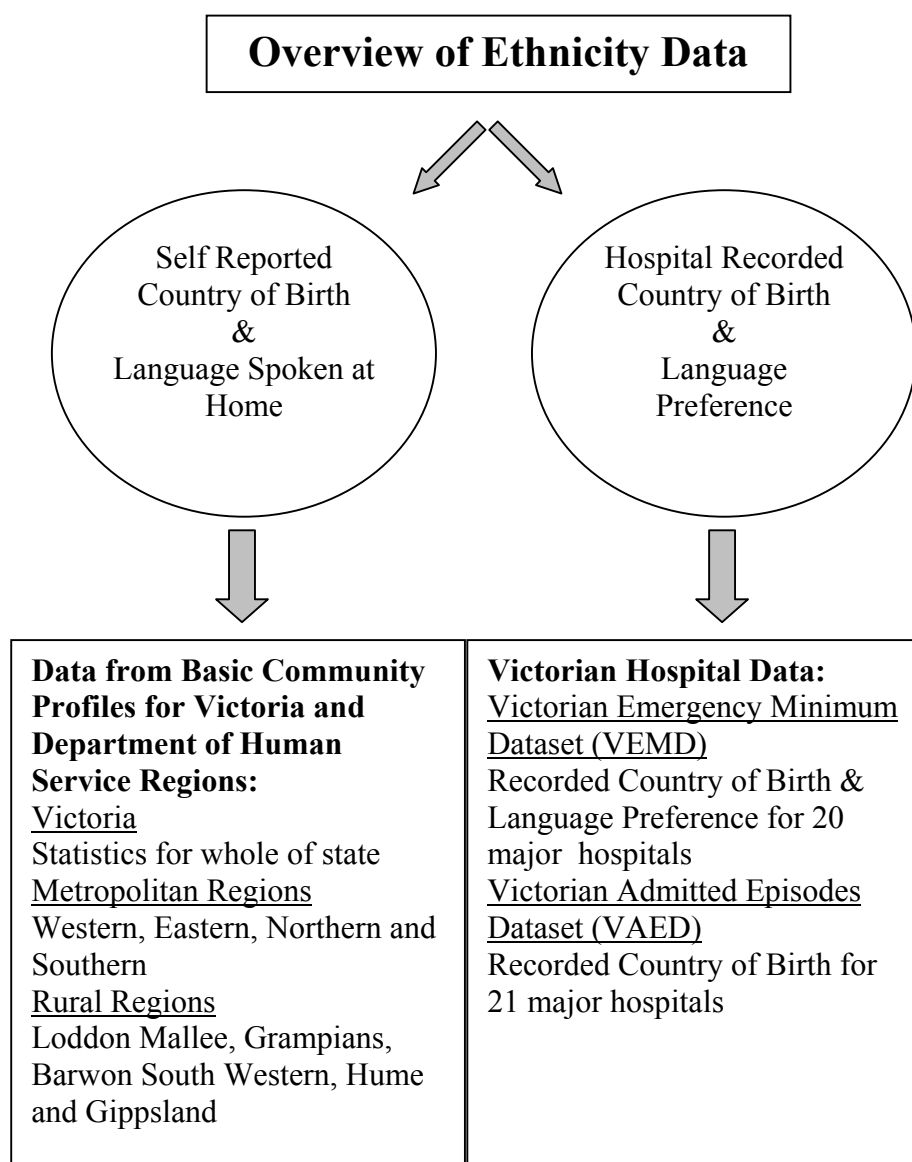 Overview of Ethnicity Data
Self Reported
Country of Birth
&
Language Spoken at
Home
Hospital Recorded
Country of Birth
&
Language
Preference
Data from Basic Community
Profiles for Victoria and
Department of Human
Service Regions:
Victoria
Statistics for whole of state
Metropolitan Regions
Western, Eastern, Northern and
Southern
Rural Regions
Loddon Mallee, Grampians,
Barwon South Western, Hume
and Gippsland
Victorian Hospital Data:
Victorian Emergency Minimum
Dataset (VEMD)
Recorded Country of Birth &
Language Preference for 20
major hospitals
Victorian Admitted Episodes
Dataset (VAED)
Recorded Country of Birth for
21 major hospitals